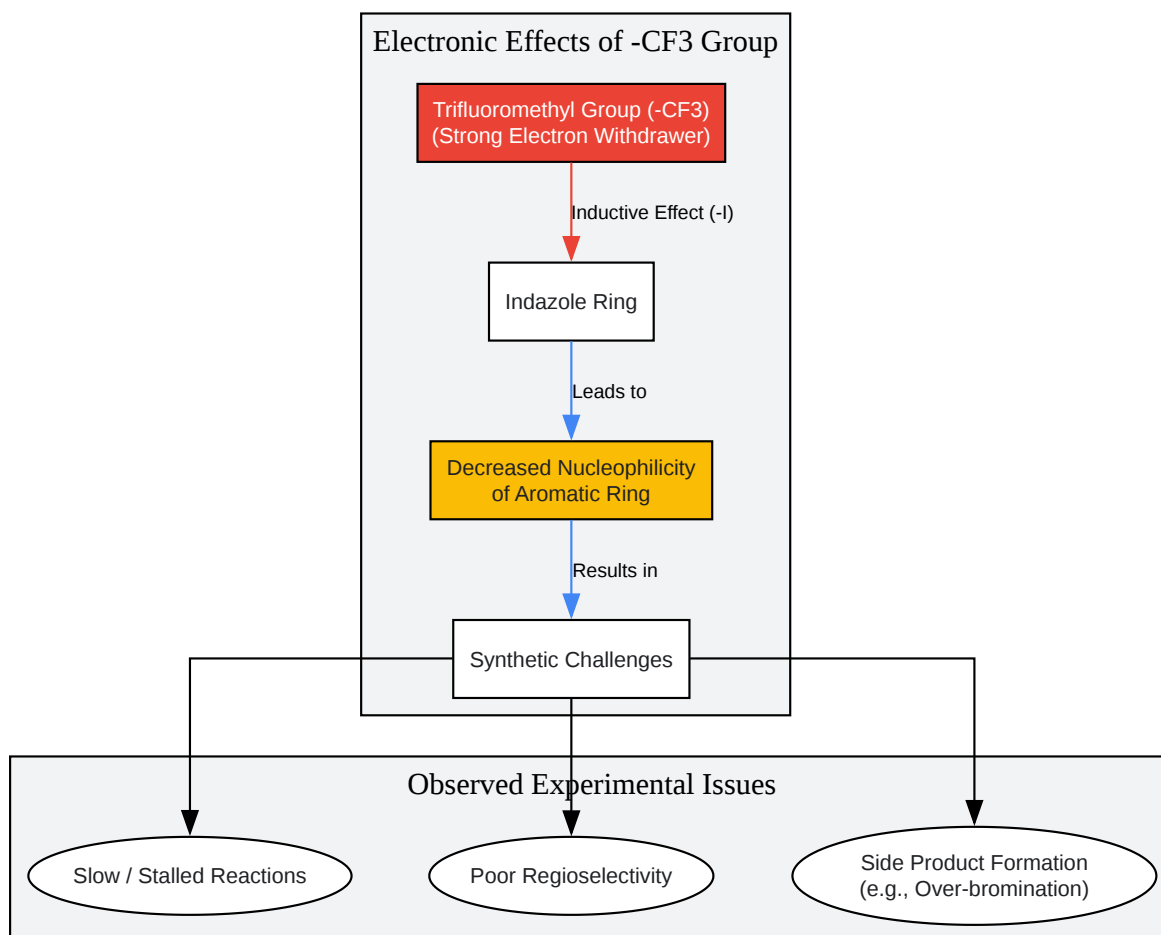 Electronic Effects of -CF3 Group
Trifluoromethyl Group (-CF3)
(Strong Electron Withdrawer)
Inductive Effect (-I)
Indazole Ring
Leads to
Decreased Nucleophilicity
of Aromatic Ring
Results in
Synthetic Challenges
Observed Experimental Issues
Slow / Stalled Reactions
Poor Regioselectivity
Side Product Formation
(e.g., Over-bromination)